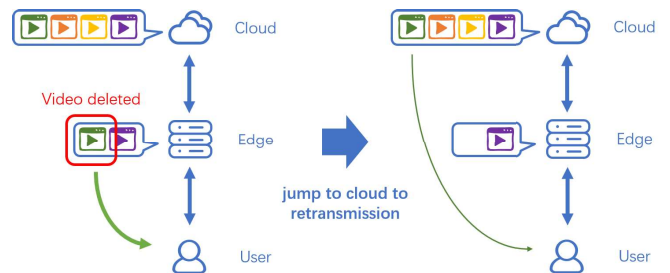 Cloud
Cloud
Video deleted
Edge
Edge
jump to cloud to
retransmission
User
User